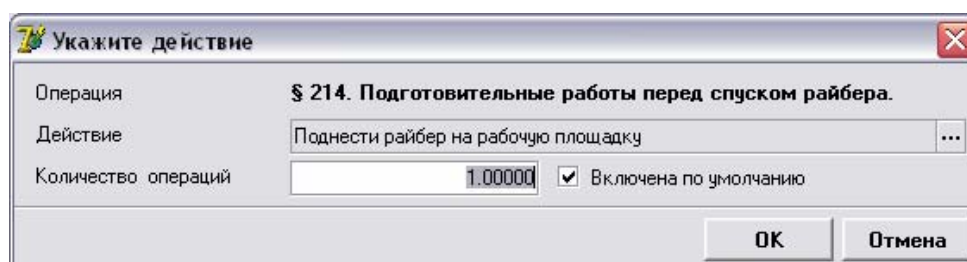 Укажите действие
Операция § 214. Подготовительные работы перед спуском райбера.
Действие Поднести райбер на рабочую площадку ...
Количество операций 1.00000 Включена по умолчанию
OK Отмена